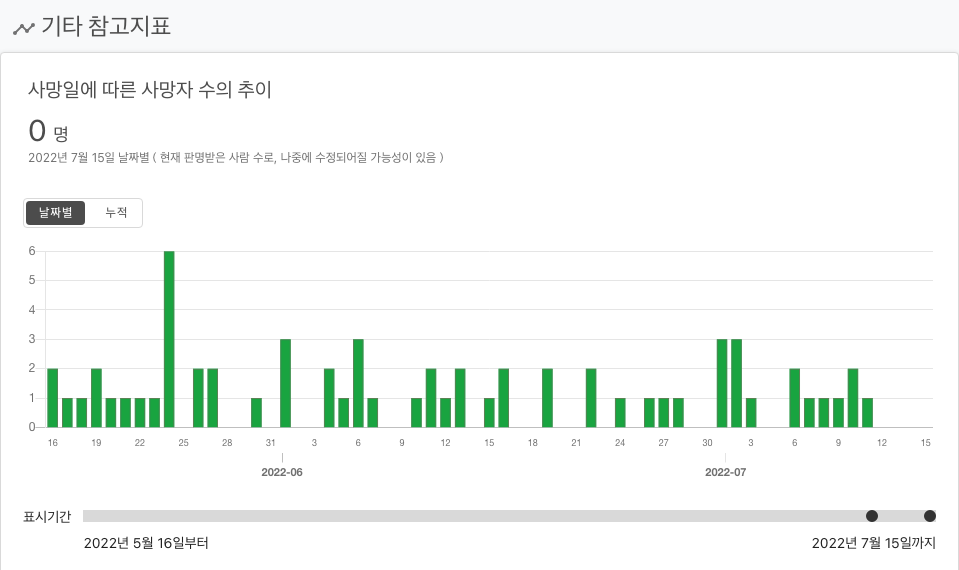 기타 참고지표
사망일에 따른 사망자 수의 추이
0 명
2022년 7월 15일 날짜별 ( 현재 판명받은 사람 수로, 나중에 수정되어질 가능성이 있음 )
날짜별 누적
6
5
4
3
2
1
0
16 19 22 25 28 31 3 6 9 12 15 18 21 24 27 30 3 6 9 12 15
2022-06 2022-07
표시기간
2022년 5월 16일부터 2022년 7월 15일까지